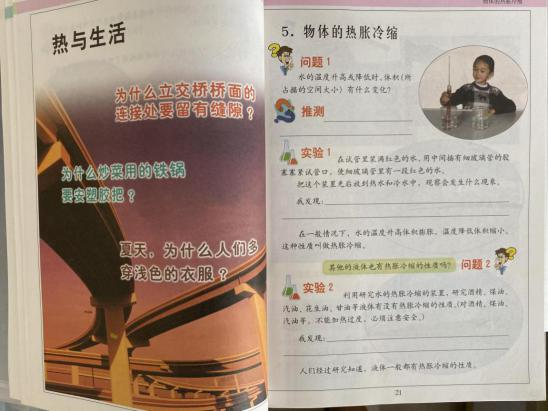 热与生活
为什么立交桥桥面的
连接处要留有缝隙？
为什么炒菜用的铁锅
要安塑胶把？
夏天，为什么人们多
穿浅色的衣服？
物体的热胀冷缩
5．物体的热胀冷缩
问题1
水的温度升高或降低时，体积(所
占据的空间大小)有什么变化？
推测
实验1
在试管里装满红色的水，用中间插有细玻璃管的胶
塞塞紧试管口，使细玻璃管里有一段红色的水。
把这个装置先后放到热水和冷水中，观察会发生什么现象。
我发现：
在一般情况下，水的温度升高体积膨胀，温度降低体积缩小，
这种性质叫做热胀冷缩。
其他的液体也有热胀冷缩的性质吗？
问题2
实验2
利用研究水的热胀冷缩的装置，研究酒精、煤油、
汽油、花生油、甘油等液体有没有热胀冷缩的性质。(对酒精、煤油、
汽油等，不能加热过度，必须注意安全。)
我发现：
人们经过研究知道，液体一般都有热胀冷缩的性质。
21